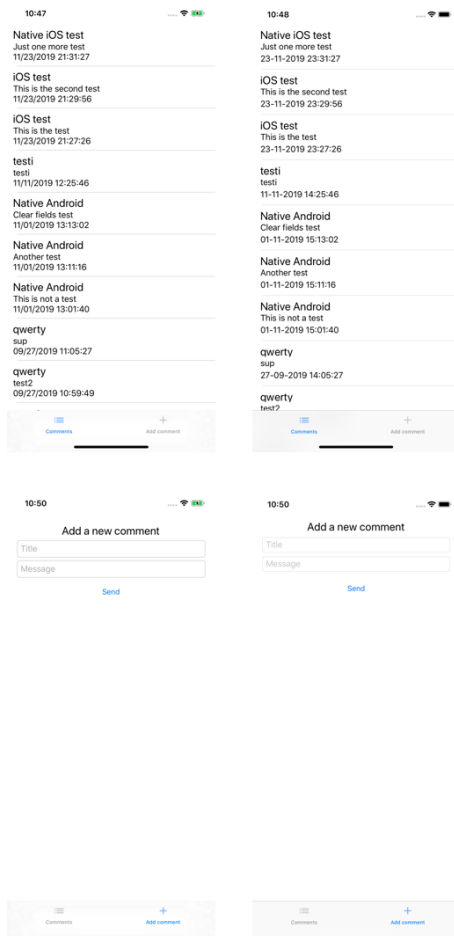 10:47
Native iOS test
Just one more test
11/23/2019 21:31:27
iOS test
This is the second test
11/23/2019 21:29:56
iOS test
This is the test
11/23/2019 21:27:26
testi
testi
11/11/2019 12:25:46
Native Android
Clear fields test
11/01/2019 13:13:02
Native Android
Another test
11/01/2019 13:11:16
Native Android
This is not a test
11/01/2019 13:01:40
qwerty
sup
09/27/2019 11:05:27
qwerty
test2
09/27/2019 10:59:49
Comments
Add comment
10:48
Native iOS test
Just one more test
23-11-2019 23:31:27
iOS test
This is the second test
23-11-2019 23:29:56
iOS test
This is the test
23-11-2019 23:27:26
testi
testi
11-11-2019 14:25:46
Native Android
Clear fields test
01-11-2019 15:13:02
Native Android
Another test
01-11-2019 15:11:16
Native Android
This is not a test
01-11-2019 15:01:40
qwerty
sup
27-09-2019 14:05:27
qwerty
test2
Comments
Add comment
10:50
Add a new comment
Title
Message
Send
Comments
Add comment
10:50
Add a new comment
Title
Message
Send
Comments
Add comment